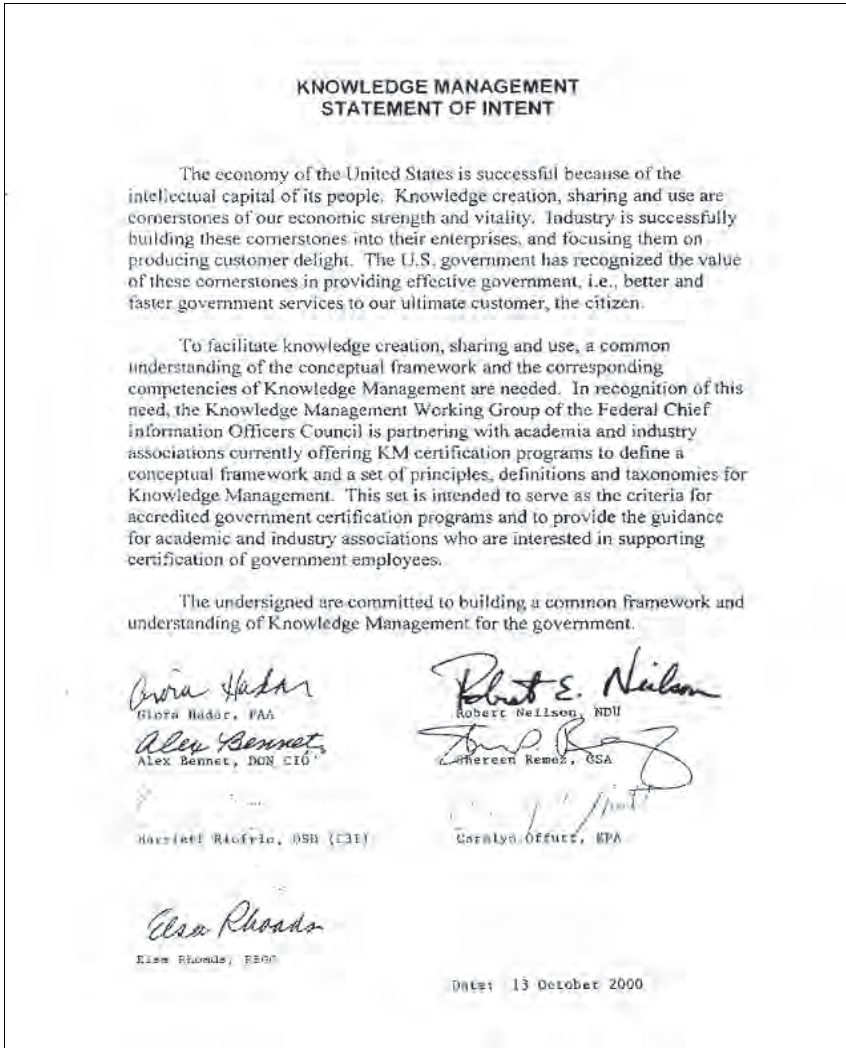 KNOWLEDGE MANAGEMENT
STATEMENT OF INTENT
The economy of the United States is successful because of the
intellectual capital of its people. Knowledge creation, sharing and use are
cornerstones of our economic strength and vitality. Industry is successfully
building these cornerstones into their enterprises, and focusing them on
producing customer delight. The U.S. government has recognized the value
of these cornerstones in providing effective government, i.e., better and
faster government services to our ultimate customer, the citizen.
To facilitate knowledge creation, sharing and use, a common
understanding of the conceptual framework and the corresponding
competencies of Knowledge Management are needed. In recognition of this
need, the Knowledge Management Working Group of the Federal Chief
Information Officers Council is partnering with academia and industry
associations currently offering KM certification programs to define a
conceptual framework and a set of principles, definitions and taxonomies for
Knowledge Management. This set is intended to serve as the criteria for
accredited government certification programs and to provide the guidance
for academic and industry associations who are interested in supporting
certification of government employees.
The undersigned are committed to building a common framework and
understanding of Knowledge Management for the government.
Giora Hadar Robert E. Neilson
Giora Hadar, FAA Robert Neilson, NDU
Alex Bennet
Alex Bennet, DON CIO Shereen Remez, GSA
Harriett Riofrio, OSD (C3I) Carolyn Offutt, EPA
Elsa Rhoads
Elsa Rhoads, PBGC
Date: 13 October 2000